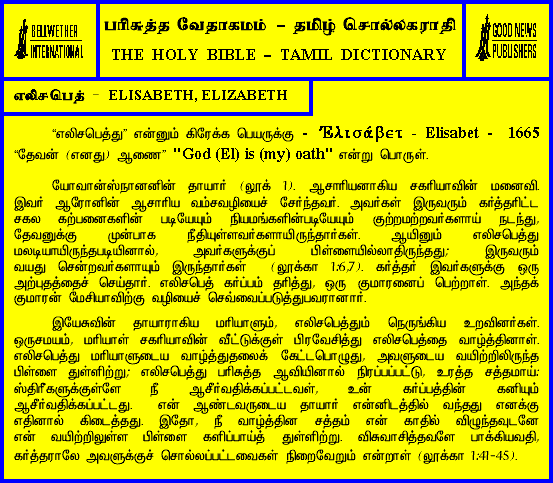 BELLWETHER
INTERNATIONAL
பரிசுத்த வேதாகமம் – தமிழ் சொல்லகராதி
THE HOLY BIBLE – TAMIL DICTIONARY
GOOD NEWS
PUBLISHERS
எலிசபெத் - ELISABETH, ELIZABETH
“எலிசபெத்து” என்னும் கிரேக்க பெயருக்கு - Ἐλισάβετ - Elisabet - 1665
“தேவன் (எனது) ஆணை” "God (El) is (my) oath" என்று பொருள்.
யோவான்ஸ்நானனின் தாயார் (லூக் 1). ஆசாரியனாகிய சகரியாவின் மனைவி.
இவர் ஆரோனின் ஆசாரிய வம்சவழியைச் சேர்ந்தவர். அவர்கள் இருவரும் கர்த்தரிட்ட
சகல கற்பனைகளின் படியேயும் நியமங்களின்படியேயும் குற்றமற்றவர்களாய் நடந்து,
தேவனுக்கு முன்பாக நீதியுள்ளவர்களாயிருந்தார்கள். ஆயினும் எலிசபெத்து
மலடியாயிருந்தபடியினால், அவர்களுக்குப் பிள்ளையில்லாதிருந்தது; இருவரும்
வயது சென்றவர்களாயும் இருந்தார்கள் (லூக்கா 1:6,7). கர்த்தர் இவர்களுக்கு ஒரு
அற்புதத்தைச் செய்தார். எலிசபெத் கர்ப்பம் தரித்து, ஒரு குமாரனைப் பெற்றாள். அந்தக்
குமாரன் மேசியாவிற்கு வழியைச் செவ்வைப்படுத்துபவரானார்.
இயேசுவின் தாயாராகிய மரியாளும், எலிசபெத்தும் நெருங்கிய உறவினர்கள்.
ஒருசமயம், மரியாள் சகரியாவின் வீட்டுக்குள் பிரவேசித்து எலிசபெத்தை வாழ்த்தினாள்.
எலிசபெத்து மரியாளுடைய வாழ்த்துதலைக் கேட்டபொழுது, அவளுடைய வயிற்றிலிருந்த
பிள்ளை துள்ளிற்று; எலிசபெத்து பரிசுத்த ஆவியினால் நிரப்பப்பட்டு, உரத்த சத்தமாய்:
ஸ்திரீகளுக்குள்ளே நீ ஆசீர்வதிக்கப்பட்டவள், உன் கர்ப்பத்தின் கனியும்
ஆசீர்வதிக்கப்பட்டது. என் ஆண்டவருடைய தாயார் என்னிடத்தில் வந்தது எனக்கு
எதினால் கிடைத்தது. இதோ, நீ வாழ்த்தின சத்தம் என் காதில் விழுந்தவுடனே
என் வயிற்றிலுள்ள பிள்ளை களிப்பாய்த் துள்ளிற்று. விசுவாசித்தவளே பாக்கியவதி,
கர்த்தராலே அவளுக்குச் சொல்லப்பட்டவைகள் நிறைவேறும் என்றாள் (லூக்கா 1:41-45).